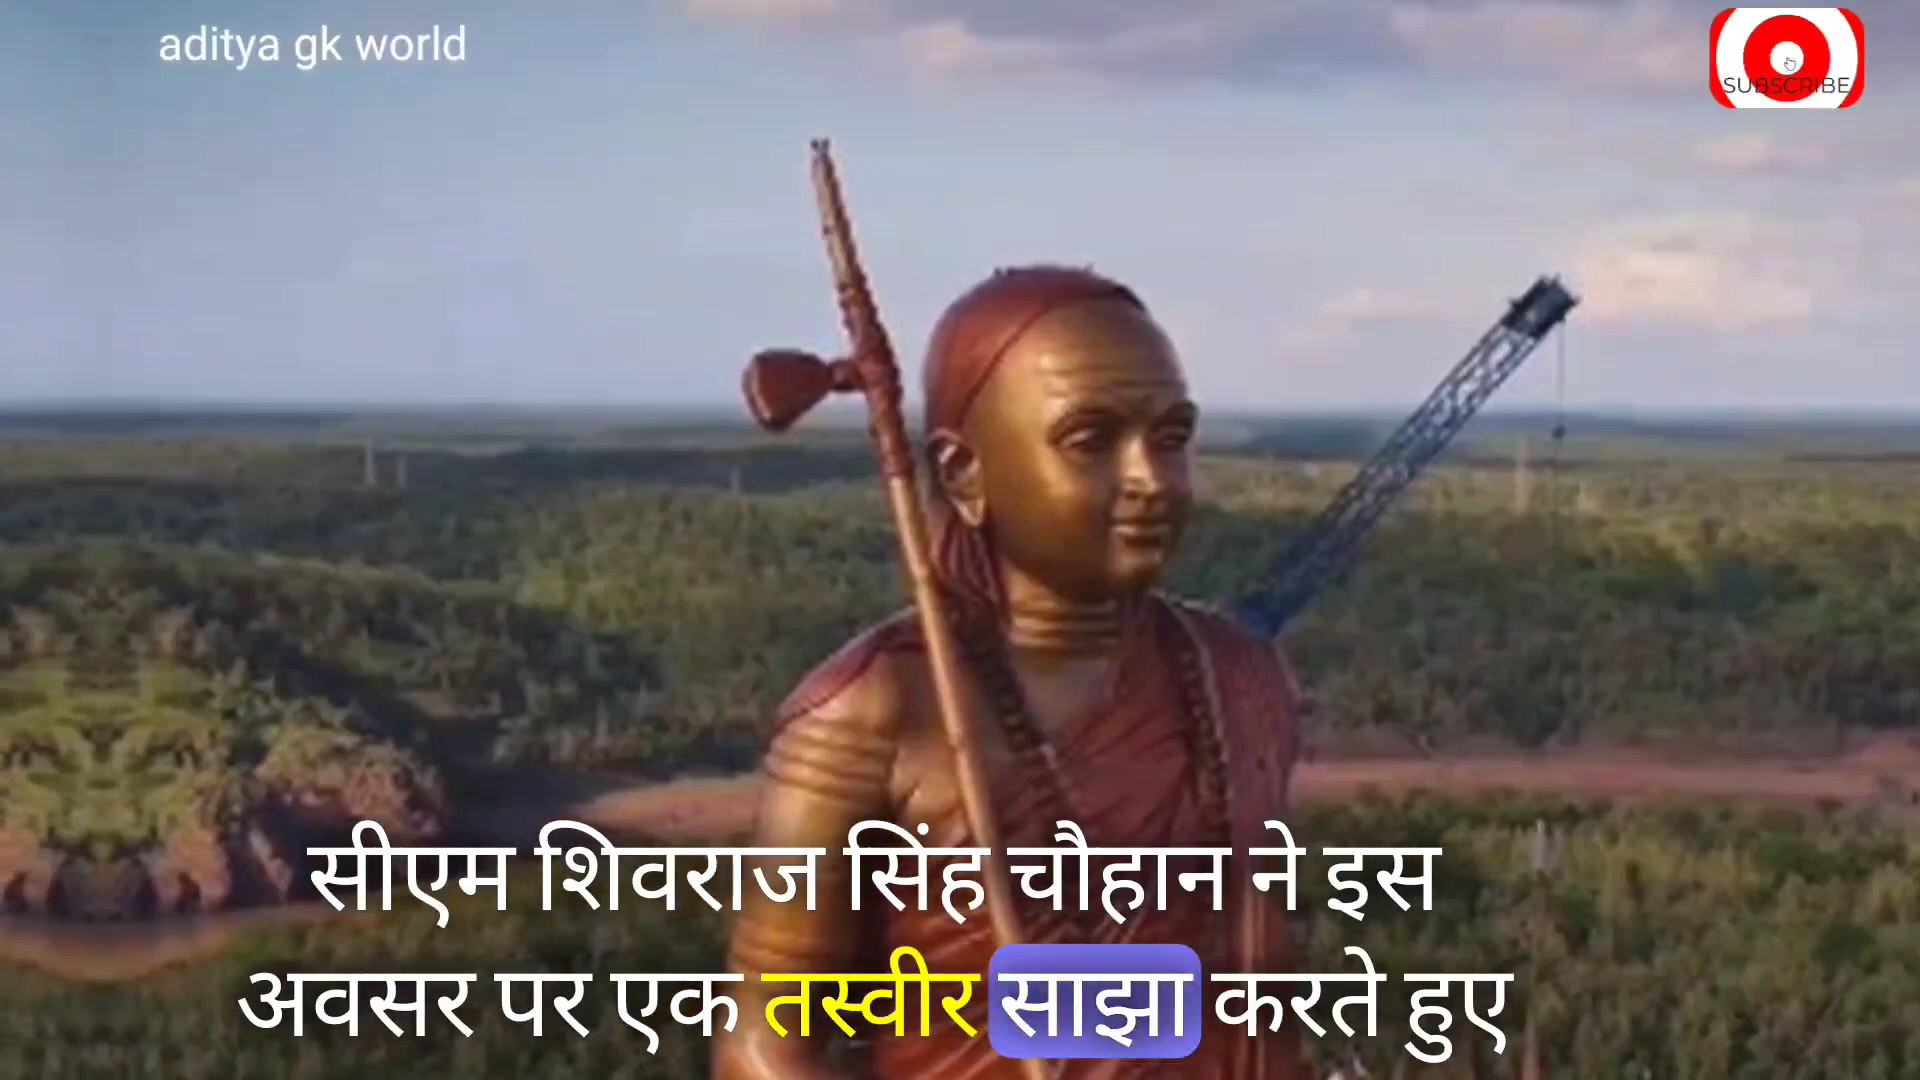 aditya gk world
SUBSCRIBE
सीएम शिवराज सिंह चौहान ने इस
अवसर पर एक तस्वीर साझा करते हुए